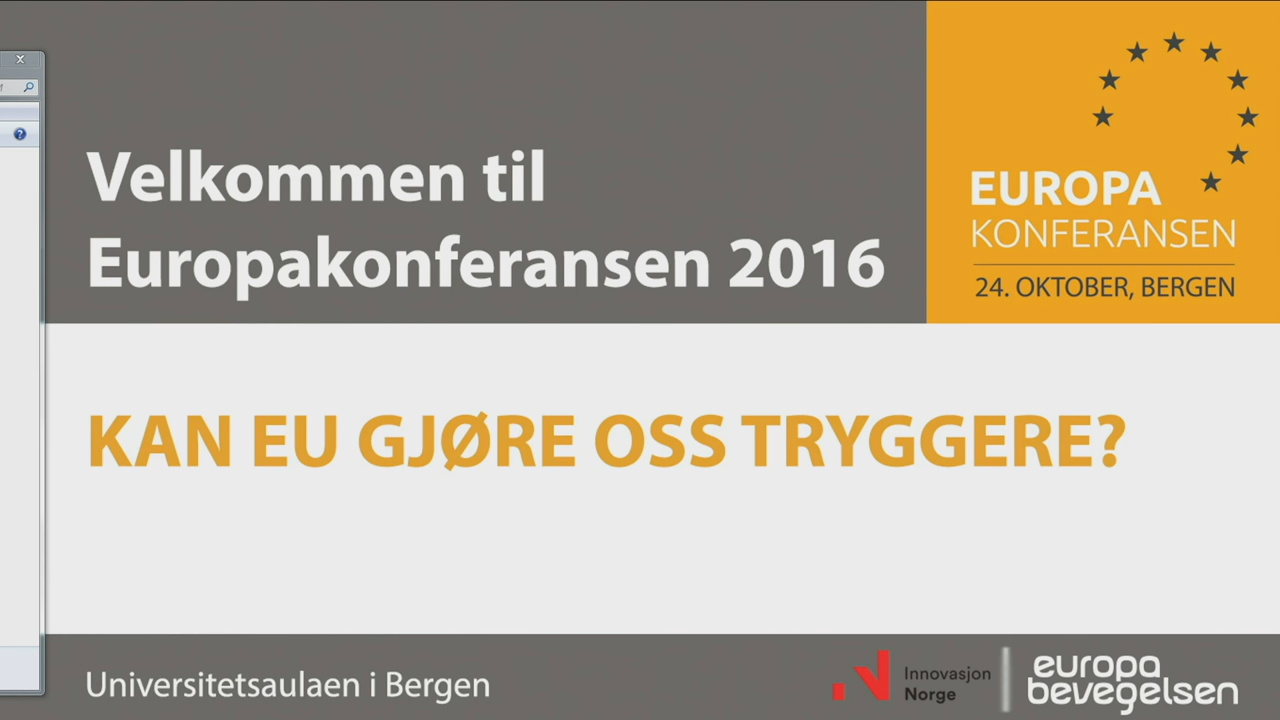 Velkommen til
Europakonferansen 2016
EUROPA
KONFERANSEN
24. OKTOBER, BERGEN
KAN EU GJØRE OSS TRYGGERE?
Universitetsaulaen i Bergen
Innovasjon
Norge
europa
bevegelsen